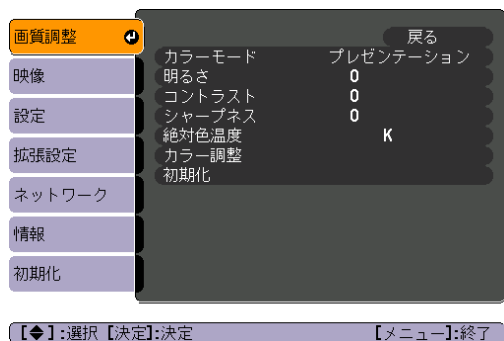 画質調整
映像
設定
拡張設定
ネットワーク
情報
初期化
戻る
カラーモード プレゼンテーション
明るさ 0
コントラスト 0
シャープネス 0
絶対色温度 K
カラー調整
初期化
【◆】:選択 【決定】:決定 【メニュー】:終了